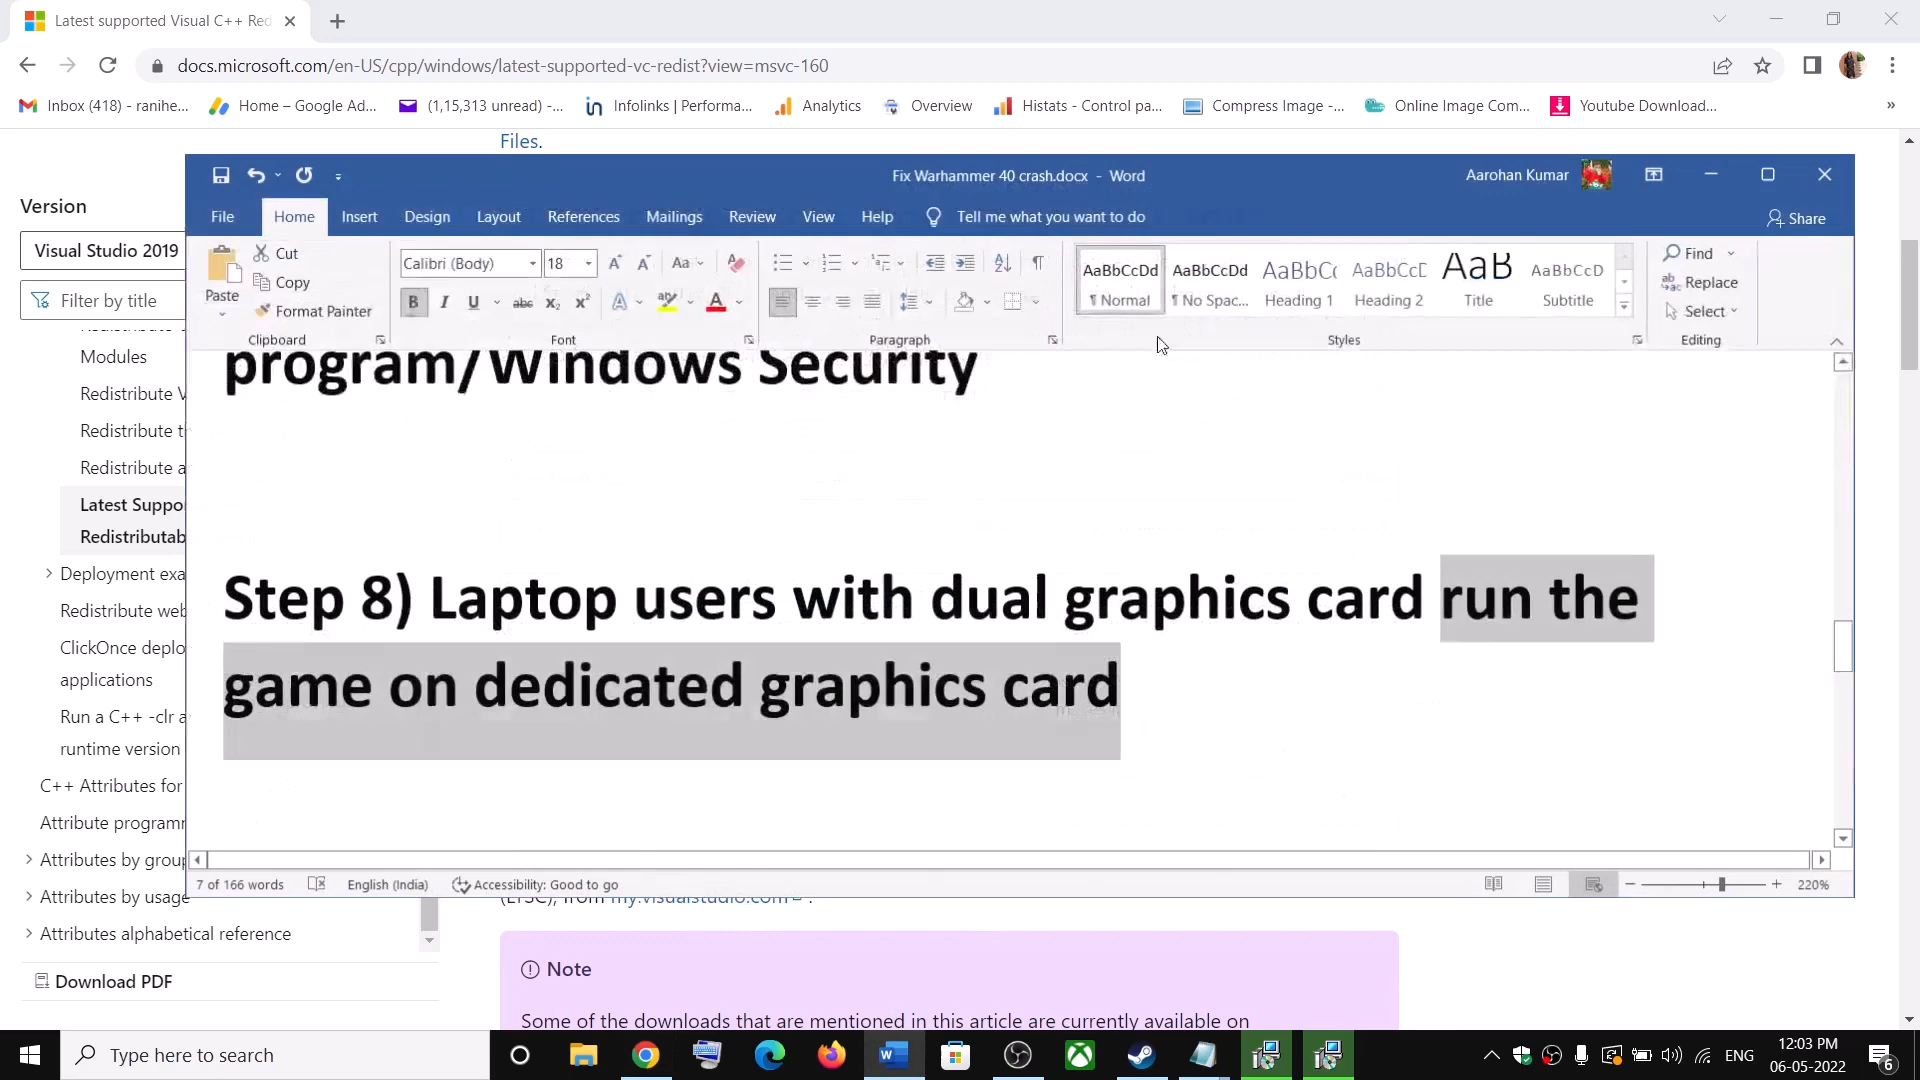 Latest supported Visual C++ Red
docs.microsoft.com/en-US/cpp/windows/latest-supported-vc-redist?view=msvc-160
Inbox (418) - ranihe...
Home – Google Ad...
(1,15,313 unread) -...
Infolinks | Performa...
Analytics
Overview
Histats - Control pa...
Compress Image -...
Online Image Com...
Youtube Download...
»
Files.
Version
Visual Studio 2019
Filter by title
Modules
Redistribute V
Redistribute t
Redistribute a
Latest Suppo
Redistributab
Deployment exa
Redistribute web
ClickOnce deplo
applications
Run a C++ -clr a
runtime version
C++ Attributes for
Attribute program
Attributes by group
Attributes by usage
Attributes alphabetical reference
Download PDF
Fix Warhammer 40 crash.docx - Word
Aarohan Kumar
File
Home
Insert
Design
Layout
References
Mailings
Review
View
Help
Tell me what you want to do
Share
Paste
Cut
Copy
Format Painter
Clipboard
Calibri (Body)
18
Font
Paragraph
AaBbCcDd
¶ Normal
AaBbCcDd
¶ No Spac...
AaBbCc
Heading 1
AaBbCcD
Heading 2
AaB
Title
AaBbCcD
Subtitle
Styles
Find
Replace
Select
Editing
program/Windows Security
Step 8) Laptop users with dual graphics card run the
game on dedicated graphics card
7 of 166 words
English (India)
Accessibility: Good to go
220%
(LTSC), from my.visualstudio.com .
Note
Some of the downloads that are mentioned in this article are currently available on
Type here to search
ENG
12:03 PM
06-05-2022
6